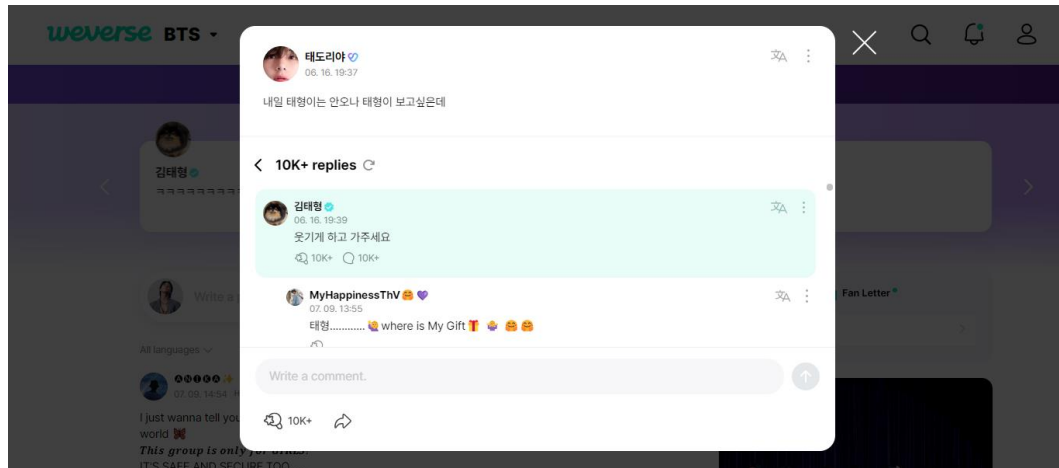 weverse BTS
태도리야
06. 16. 19:37
내일 태형이는 안오나 태형이 보고싶은데
10K+ replies
김태형
06. 16. 19:39
웃기게 하고 가주세요
10K+ 10K+
MyHappinessThV🤗 💜
07. 09. 13:55
태형............ 🙋 where is My Gift🎁 🤷 🤗 🤗
Write a comment.
10K+
김태형
ㅋㅋㅋㅋㅋㅋㅋㅋㅋ
Write a
Fan Letter
All languages
🅐🅝🅘🅚🅐✨
07. 09. 14:54
I just wanna tell you
world 🦋
This group is only for GIRLS.
IT'S SAFE AND SECURE TOO